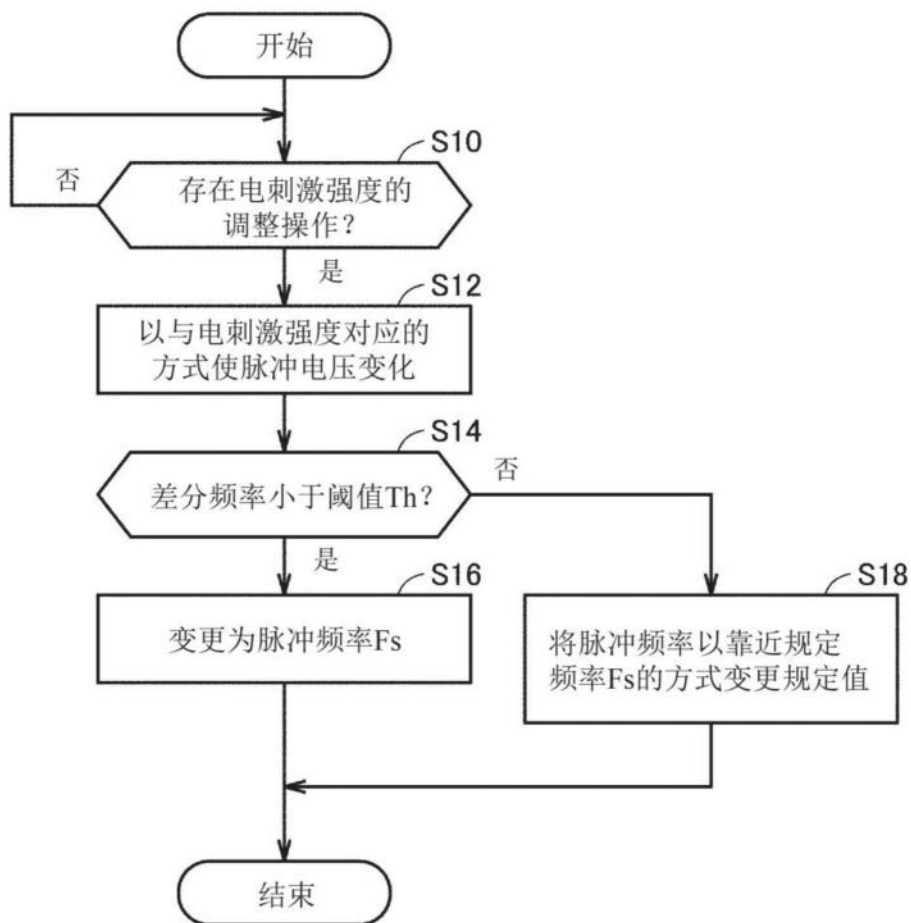 开始
S10
否
存在电刺激强度的
调整操作？
是
S12
以与电刺激强度对应的
方式使脉冲电压变化
S14
否
差分频率小于阈值Th？
是
S16
变更为脉冲频率Fs
S18
将脉冲频率以靠近规定
频率Fs的方式变更规定值
结束